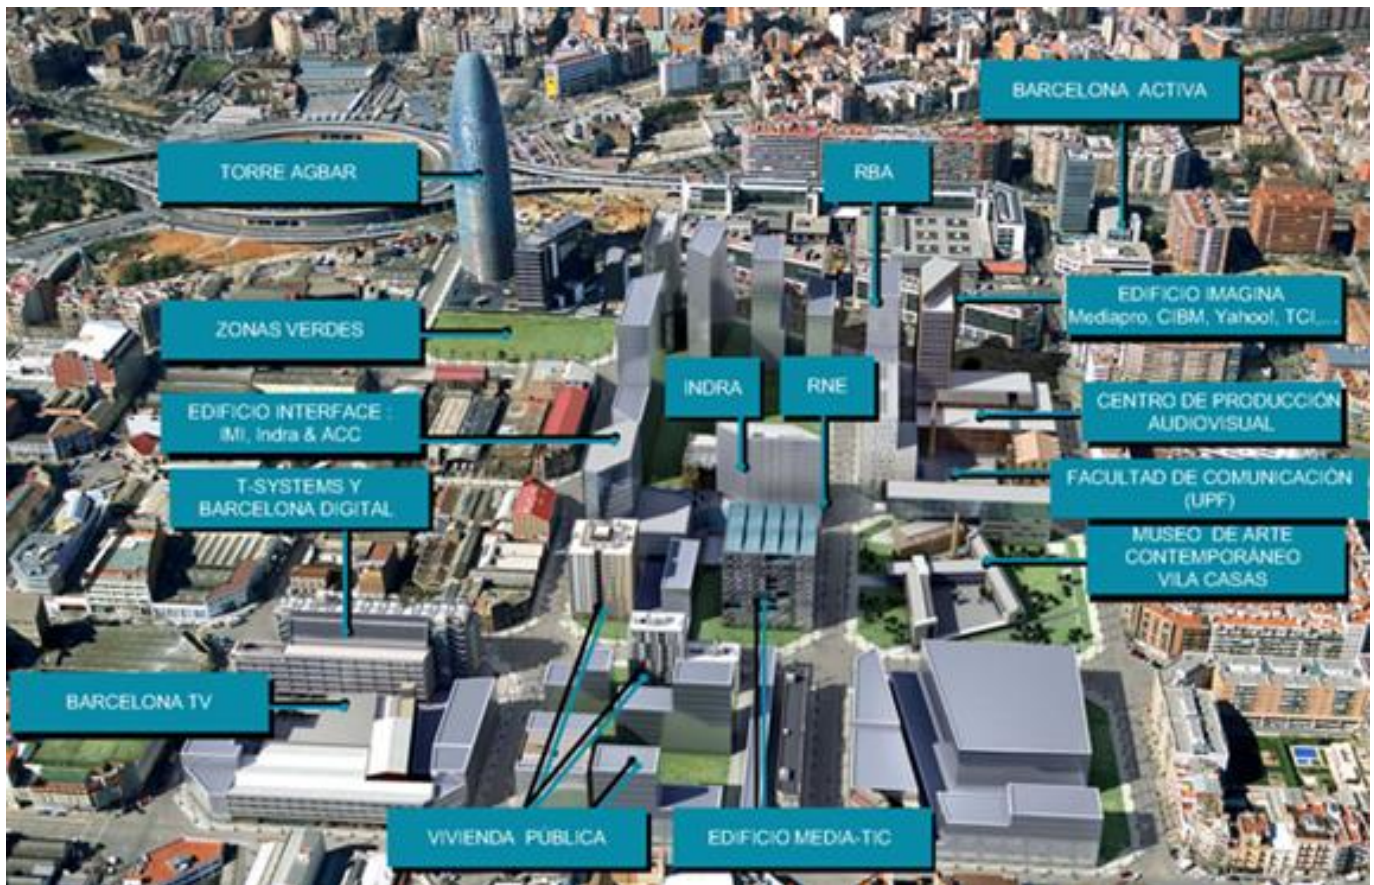 BARCELONA ACTIVA
TORRE AGBAR
RBA
EDIFICIO IMAGINA
Mediapro, CIBM, Yahoo!, TCI,...
ZONAS VERDES
INDRA
RNE
EDIFICIO INTERFACE :
IMI, Indra & ACC
CENTRO DE PRODUCCIÓN
AUDIOVISUAL
T-SYSTEMS Y
BARCELONA DIGITAL
FACULTAD DE COMUNICACIÓN
(UPF)
MUSEO DE ARTE
CONTEMPORÁNEO
VILA CASAS
BARCELONA TV
VIVIENDA PÚBLICA
EDIFICIO MEDIA-TIC